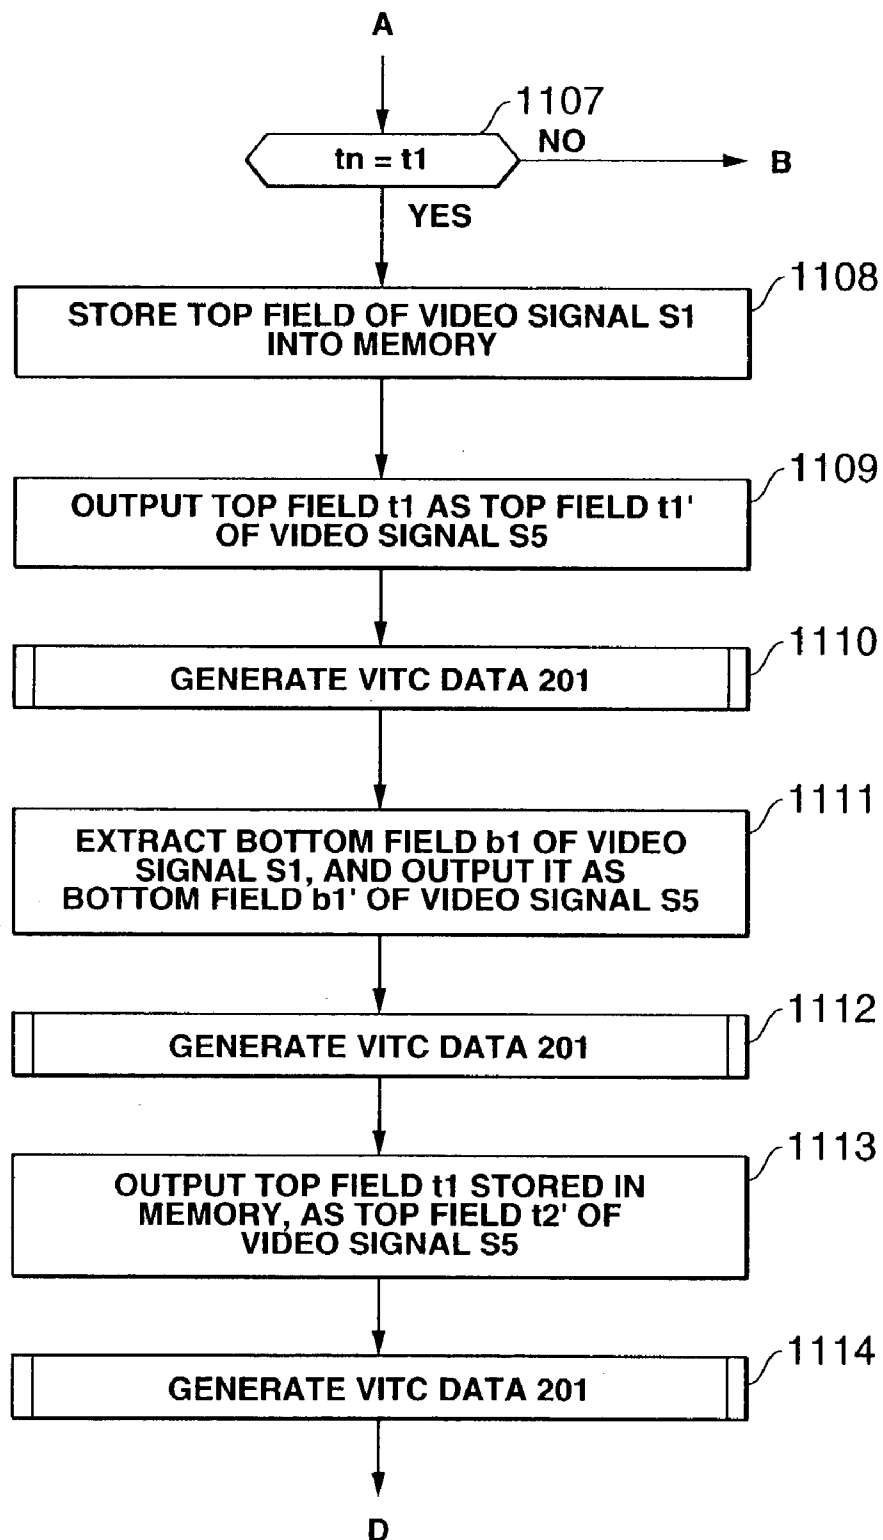 A
1107
tn = t1
NO
B
YES
1108
STORE TOP FIELD OF VIDEO SIGNAL S1
INTO MEMORY
1109
OUTPUT TOP FIELD t1 AS TOP FIELD t1'
OF VIDEO SIGNAL S5
1110
GENERATE VITC DATA 201
1111
EXTRACT BOTTOM FIELD b1 OF VIDEO
SIGNAL S1, AND OUTPUT IT AS
BOTTOM FIELD b1' OF VIDEO SIGNAL S5
1112
GENERATE VITC DATA 201
1113
OUTPUT TOP FIELD t1 STORED IN
MEMORY, AS TOP FIELD t2' OF
VIDEO SIGNAL S5
1114
GENERATE VITC DATA 201
D